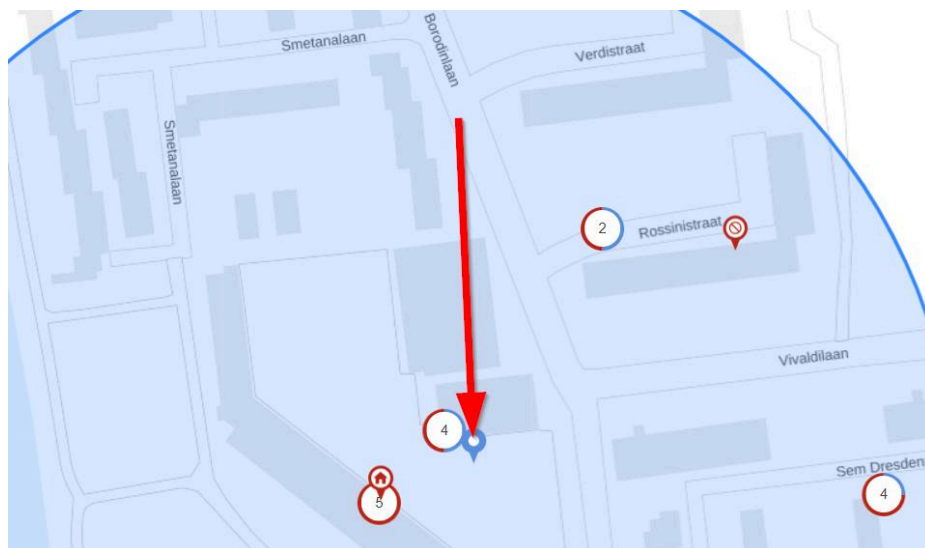 Smetanalaan
Borodinlaan
Verdistraat
Smetanalaan
2
Rossinistraat
Vivaldilaan
4
Sem Dresden
5
4